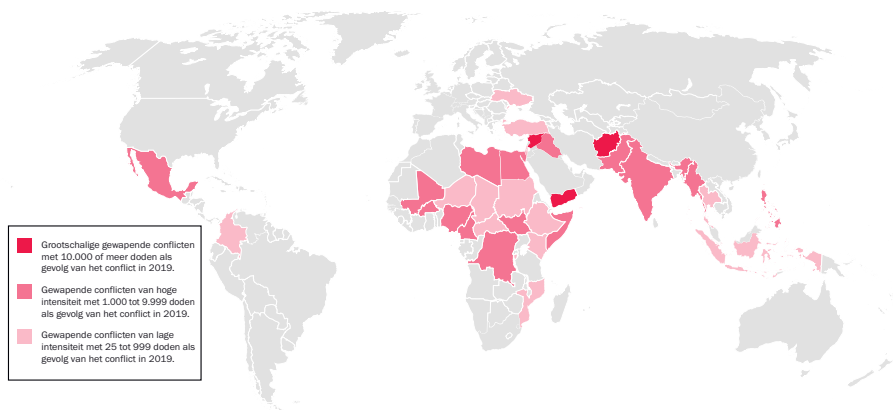 Grootschalige gewapende conflicten
met 10.000 of meer doden als
gevolg van het conflict in 2019.
Gewapende conflicten van hoge
intensiteit met 1.000 tot 9.999 doden
als gevolg van het conflict in 2019.
Gewapende conflicten van lage
intensiteit met 25 tot 999 doden als
gevolg van het conflict in 2019.